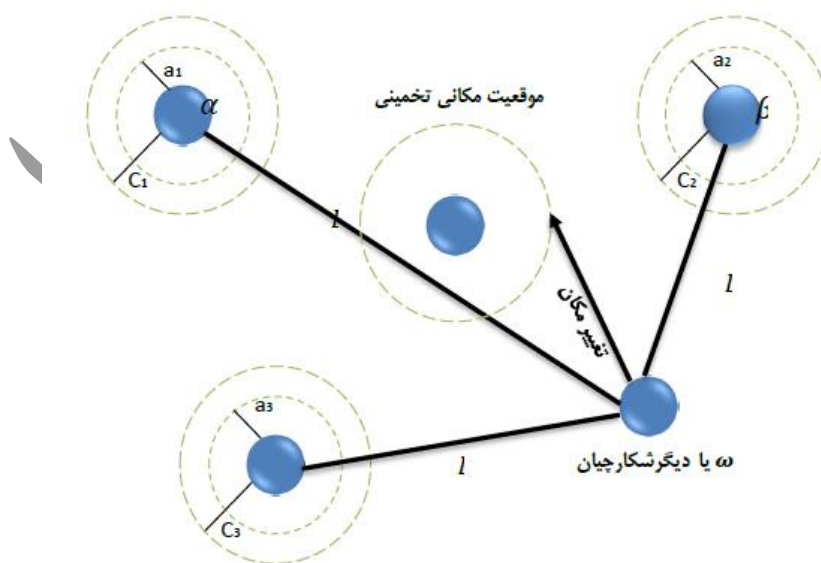 a₁
α
C₁
a₂
β
C₂
موقعیت مکانی تخمینی
l
تغییر مکان
l
a₃
C₃
l
ω یا دیگرشکارچیان